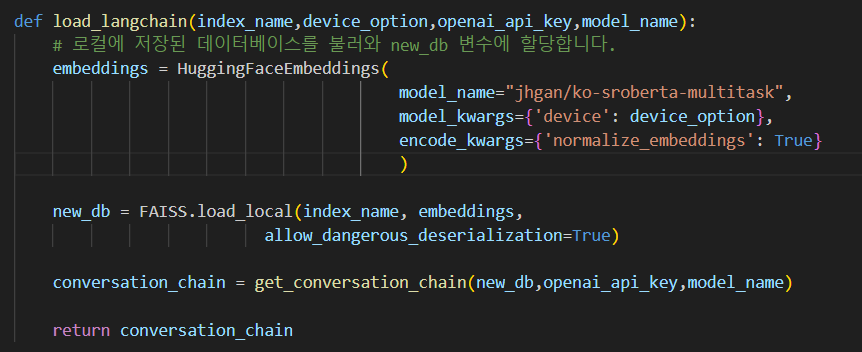 def load_langchain(index_name,device_option,openai_api_key,model_name):
# 로컬에 저장된 데이터베이스를 불러와 new_db 변수에 할당합니다.
embeddings = HuggingFaceEmbeddings(
model_name="jhgan/ko-sroberta-multitask",
model_kwargs={'device': device_option},
encode_kwargs={'normalize_embeddings': True}
)
new_db = FAISS.load_local(index_name, embeddings,
allow_dangerous_deserialization=True)
conversation_chain = get_conversation_chain(new_db,openai_api_key,model_name)
return conversation_chain